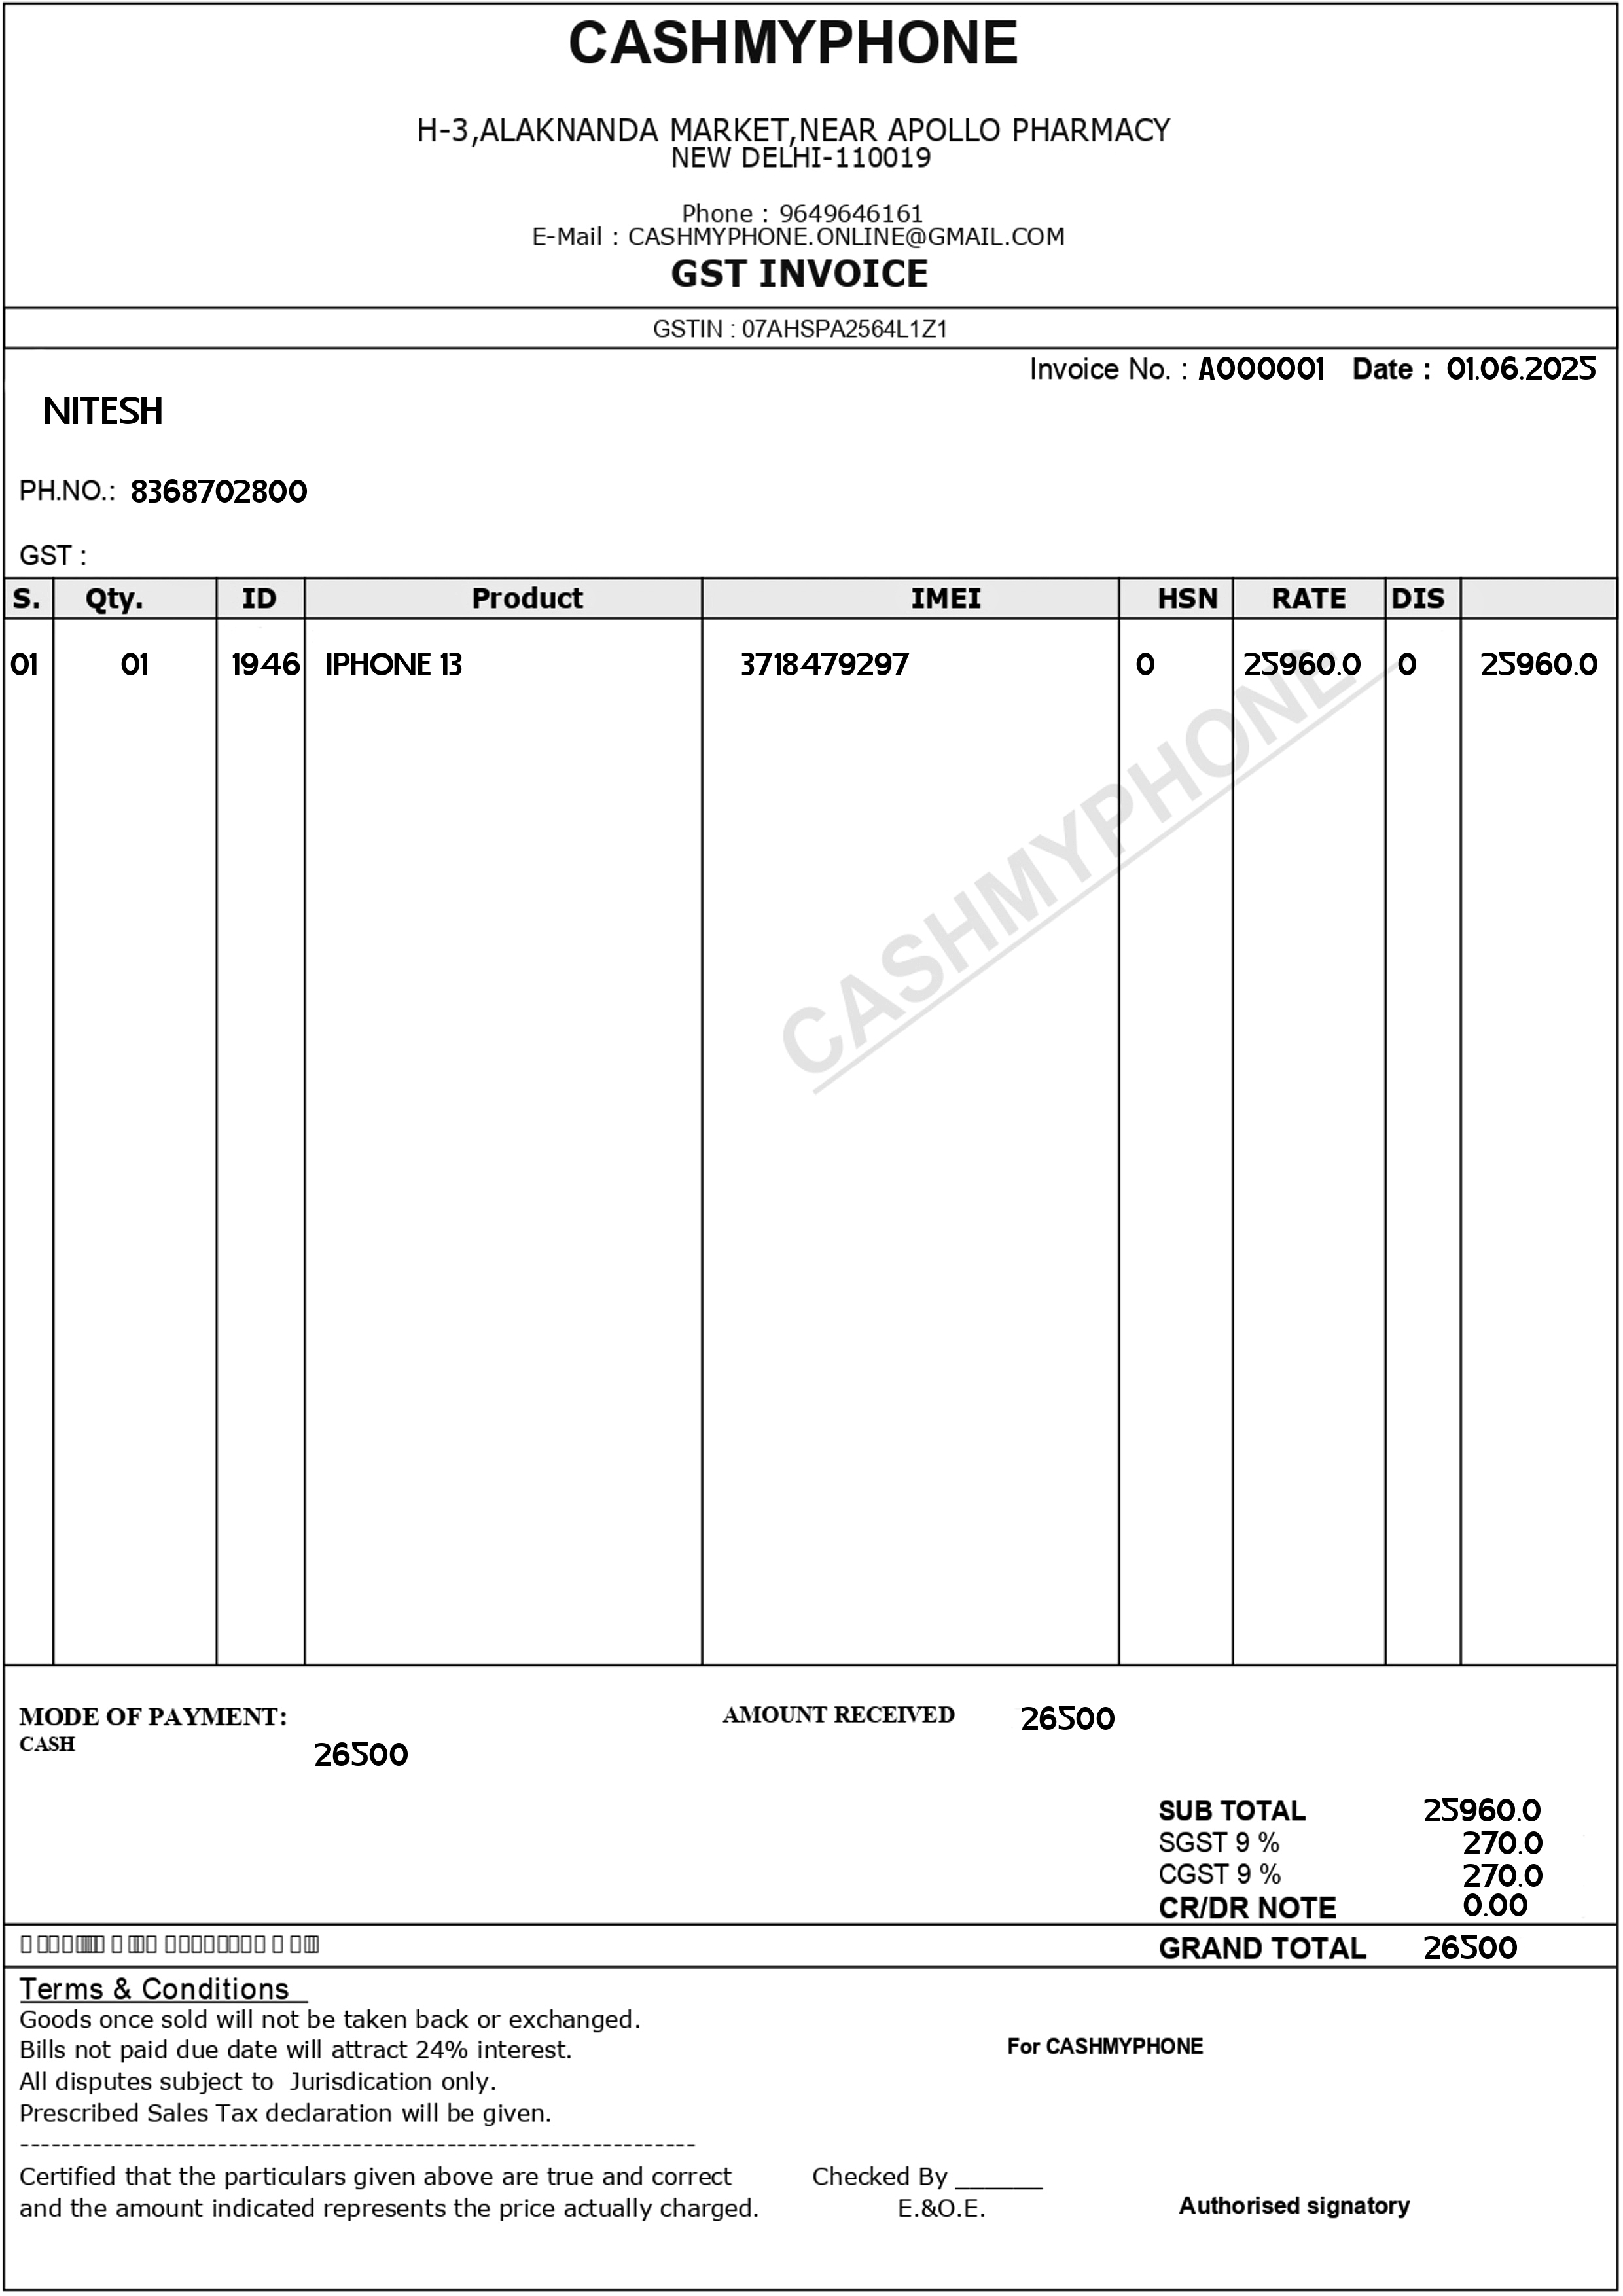 CASHMYPHONE
H-3,ALAKNANDA MARKET,NEAR APOLLO PHARMACY
NEW DELHI-110019
Phone : 9649646161
E-Mail : CASHMYPHONE.ONLINE@GMAIL.COM
GST INVOICE
GSTIN : 07AHSPA2564L1Z1
Invoice No. : A000001 Date : 01.06.2025
NITESH
PH.NO.: 8368702800
GST :
S. Qty. ID Product IMEI HSN RATE DIS
01 01 1946 IPHONE 13 3718479297 0 25960.0 0 25960.0
CASHMYPHONE
MODE OF PAYMENT: AMOUNT RECEIVED 26500
CASH 26500
SUB TOTAL 25960.0
SGST 9 % 270.0
CGST 9 % 270.0
CR/DR NOTE 0.00
GRAND TOTAL 26500
Terms & Conditions
Goods once sold will not be taken back or exchanged.
Bills not paid due date will attract 24% interest.
For CASHMYPHONE
All disputes subject to Jurisdication only.
Prescribed Sales Tax declaration will be given.
------------------------------------------------------------------
Certified that the particulars given above are true and correct Checked By ______
and the amount indicated represents the price actually charged. E.&O.E. Authorised signatory